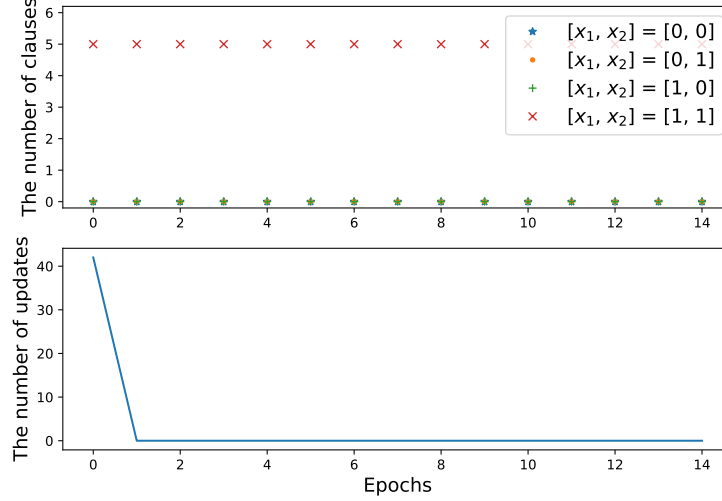 The number of clauses
6
5
4
3
2
1
0
[x₁, x₂] = [0, 0]
[x₁, x₂] = [0, 1]
[x₁, x₂] = [1, 0]
[x₁, x₂] = [1, 1]
0 2 4 6 8 10 12 14
The number of updates
40
30
20
10
0
0 2 4 6 8 10 12 14
Epochs